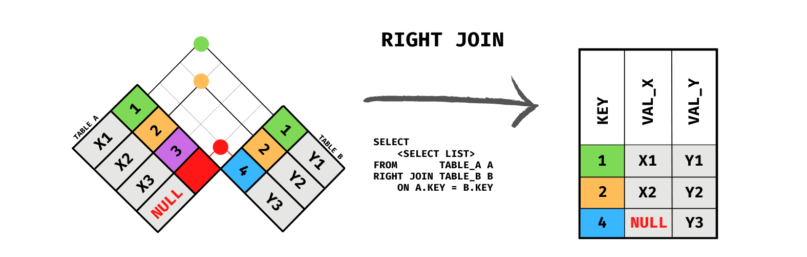 RIGHT JOIN
TABLE A
1
2
3
X1
X2
X3
NULL
TABLE B
1
2
4
Y1
Y2
Y3
SELECT
<SELECT LIST>
FROM TABLE_A A
RIGHT JOIN TABLE_B B
ON A.KEY = B.KEY
KEY VAL_X VAL_Y
1 X1 Y1
2 X2 Y2
4 NULL Y3